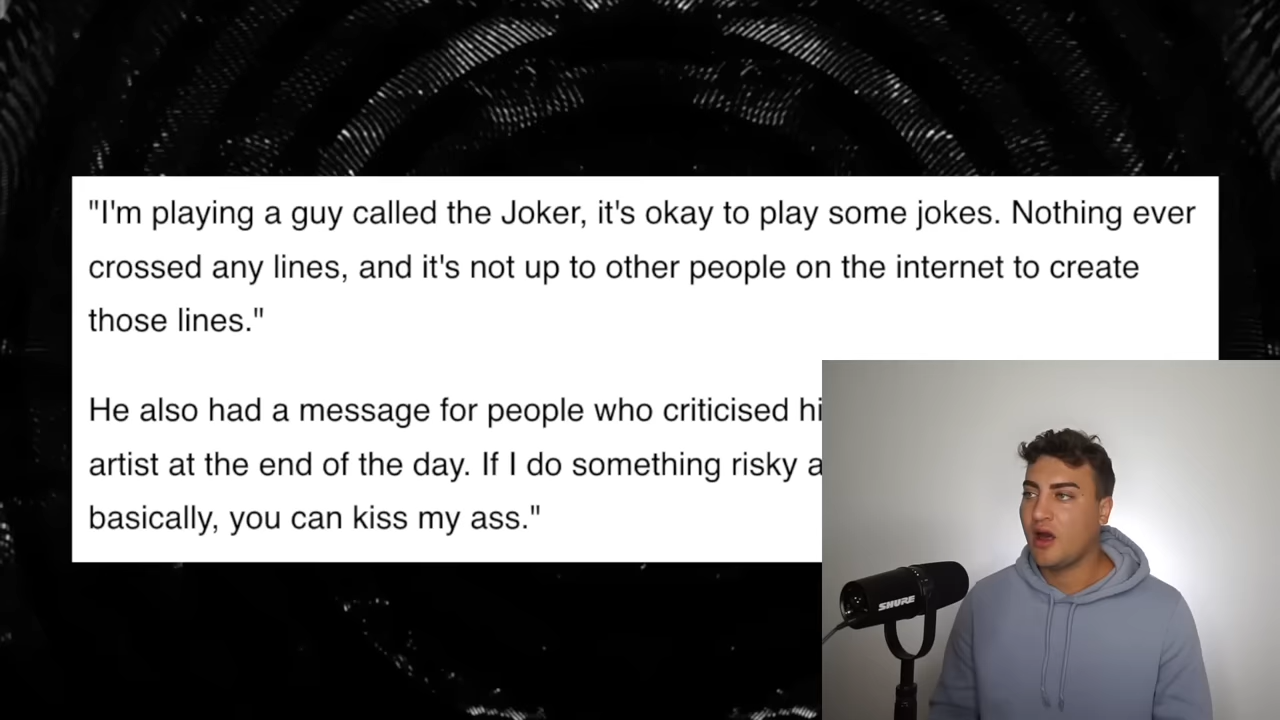 "I'm playing a guy called the Joker, it's okay to play some jokes. Nothing ever
crossed any lines, and it's not up to other people on the internet to create
those lines."
He also had a message for people who criticised
artist at the end of the day. If I do something risky
basically, you can kiss my ass."
SHURE